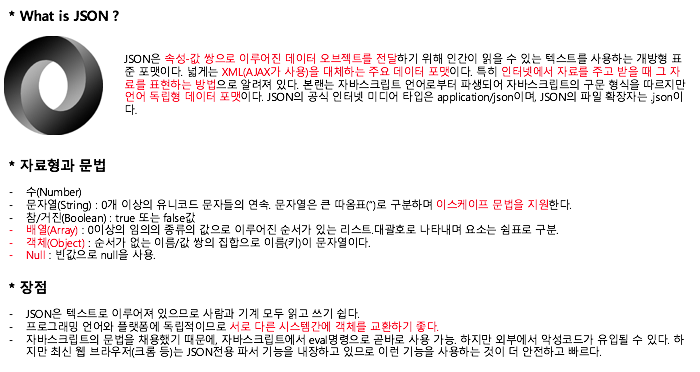 * What is JSON ?
JSON은 속성-값 쌍으로 이루어진 데이터 오브젝트를 전달하기 위해 인간이 읽을 수 있는 텍스트를 사용하는 개방형 표
준 포맷이다. 넓게는 XML(AJAX가 사용)을 대체하는 주요 데이터 포맷이다. 특히 인터넷에서 자료를 주고 받을 때 그 자
료를 표현하는 방법으로 알려져 있다. 본랜는 자바스크립트 언어로부터 파생되어 자바스크립트의 구문 형식을 따르지만
언어 독립형 데이터 포맷이다. JSON의 공식 인터넷 미디어 타입은 application/json이며, JSON의 파일 확장자는 .json이
다.
* 자료형과 문법
- 수(Number)
- 문자열(String) : 0개 이상의 유니코드 문자들의 연속. 문자열은 큰 따옴표(")로 구분하며 이스케이프 문법을 지원한다.
- 참/거진(Boolean) : true 또는 false값
- 배열(Array) : 0이상의 임의의 종류의 값으로 이루어진 순서가 있는 리스트.대괄호로 나타내며 요소는 쉼표로 구분.
- 객체(Object) : 순서가 없는 이름/값 쌍의 집합으로 이름(키)이 문자열이다.
- Null : 빈값으로 null을 사용.
* 장점
- JSON은 텍스트로 이루어져 있으므로 사람과 기계 모두 읽고 쓰기 쉽다.
- 프로그래밍 언어와 플랫폼에 독립적이므로 서로 다른 시스템간에 객체를 교환하기 좋다.
- 자바스크립트의 문법을 채용했기 때문에, 자바스크립트에서 eval명령으로 곧바로 사용 가능. 하지만 외부에서 악성코드가 유입될 수 있다. 하
지만 최신 웹 브라우저(크롬 등)는 JSON전용 파서 기능을 내장하고 있으므로 이런 기능을 사용하는 것이 더 안전하고 빠르다.